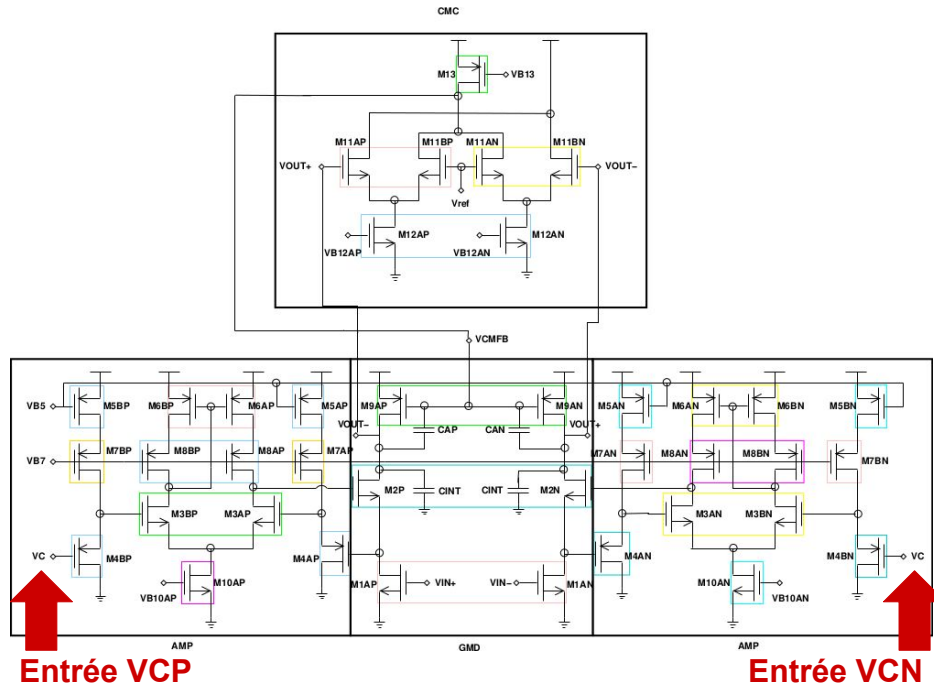 CMC
M13
VB13
M11AP
M11BP
M11AN
M11BN
VOUT+
VOUT−
Vref
M12AP
M12AN
VB12AP
VB12AN
VCMFB
VB5
M5BP
M6BP
M6AP
M5AP
M9AP
M9AN
M5AN
M6AN
M6BN
M5BN
VOUT−
CAP
CAN
VOUT+
VB7
M7BP
M8BP
M8AP
M7AP
M7AN
M8AN
M8BN
M7BN
M2P
CINT
CINT
M2N
M3BP
M3AP
M3AN
M3BN
VC
M4BP
M4AP
M4AN
M4BN
VC
M10AP
VB10AP
M1AP
VIN+
VIN−
M1AN
M10AN
VB10AN
AMP
GMD
AMP
Entrée VCP
Entrée VCN